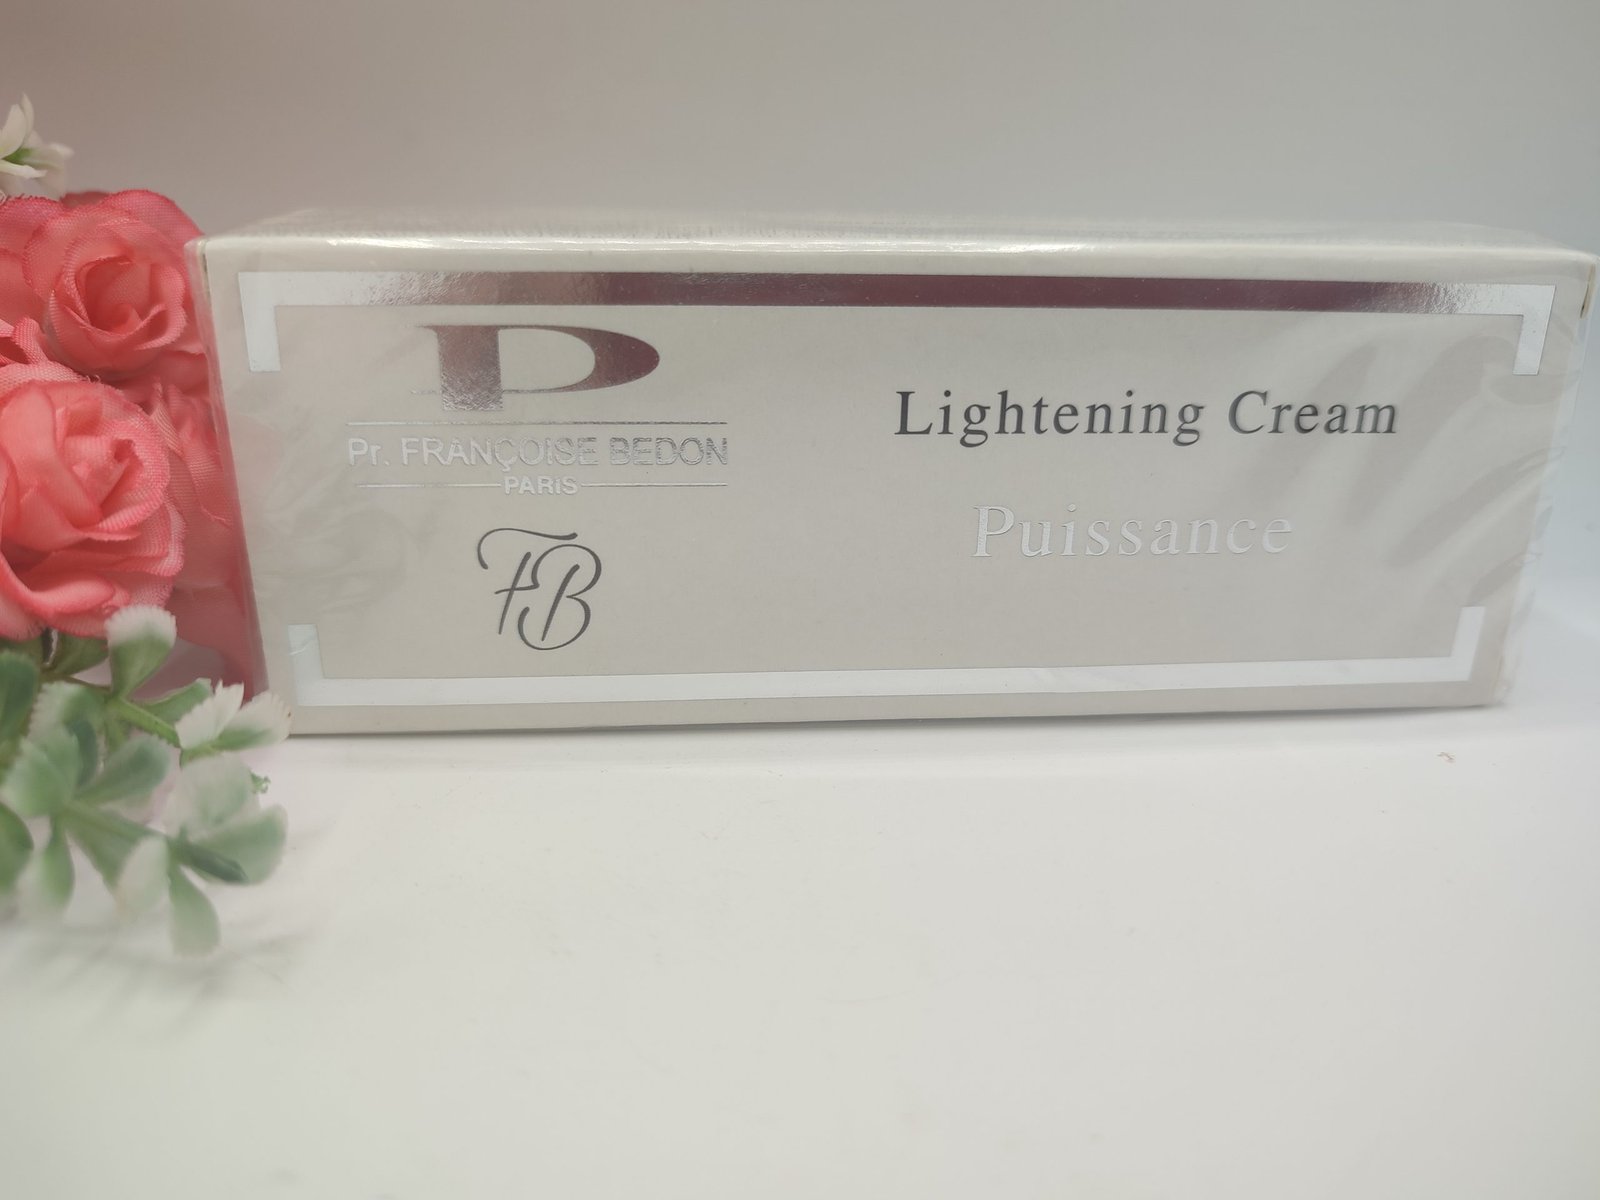 P
Pr. FRANÇOISE BEDON
PARIS
FB
Lightening Cream
Puissance